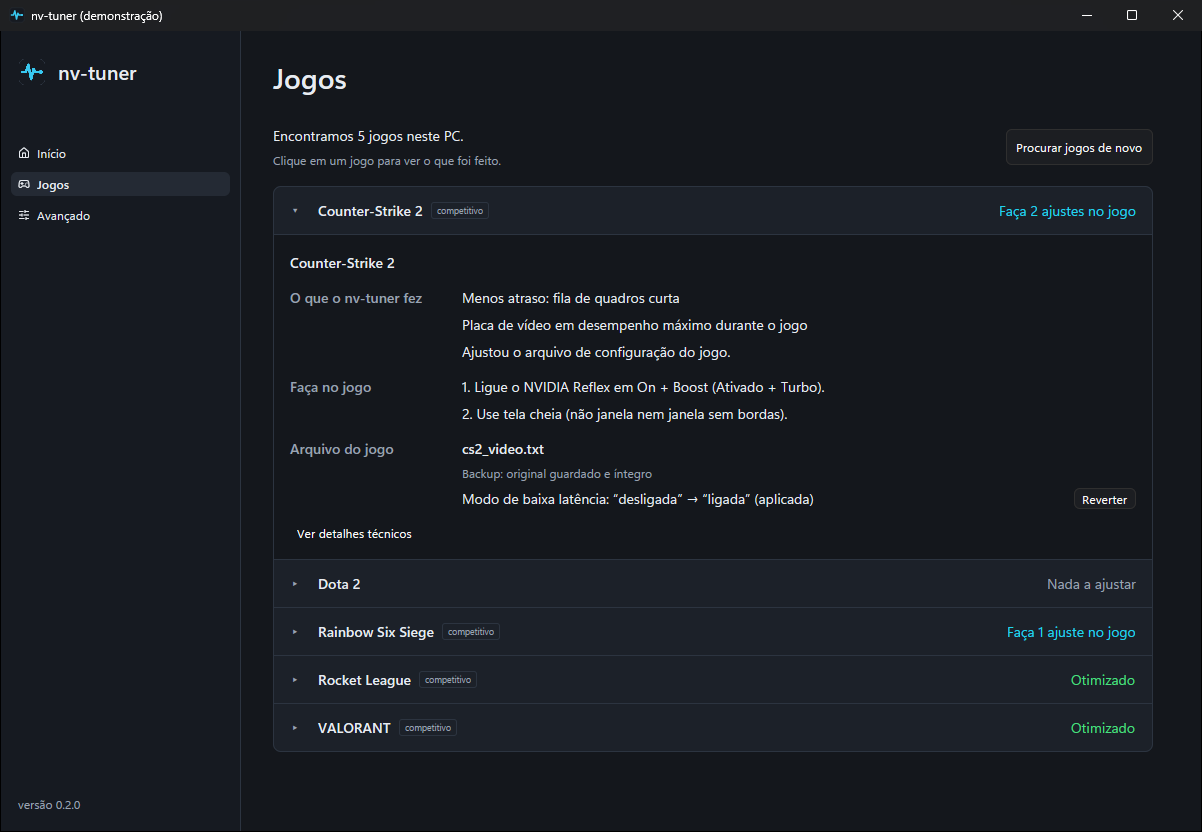 nv-tuner (demonstração)
nv-tuner
Início
Jogos
Avançado
versão 0.2.0
Jogos
Encontramos 5 jogos neste PC.
Clique em um jogo para ver o que foi feito.
Procurar jogos de novo
Counter-Strike 2 competitivo Faça 2 ajustes no jogo
Counter-Strike 2
O que o nv-tuner fez Menos atraso: fila de quadros curta
Placa de vídeo em desempenho máximo durante o jogo
Ajustou o arquivo de configuração do jogo.
Faça no jogo 1. Ligue o NVIDIA Reflex em On + Boost (Ativado + Turbo).
2. Use tela cheia (não janela nem janela sem bordas).
Arquivo do jogo cs2_video.txt
Backup: original guardado e íntegro
Modo de baixa latência: “desligada” → “ligada” (aplicada) Reverter
Ver detalhes técnicos
Dota 2 Nada a ajustar
Rainbow Six Siege competitivo Faça 1 ajuste no jogo
Rocket League competitivo Otimizado
VALORANT competitivo Otimizado